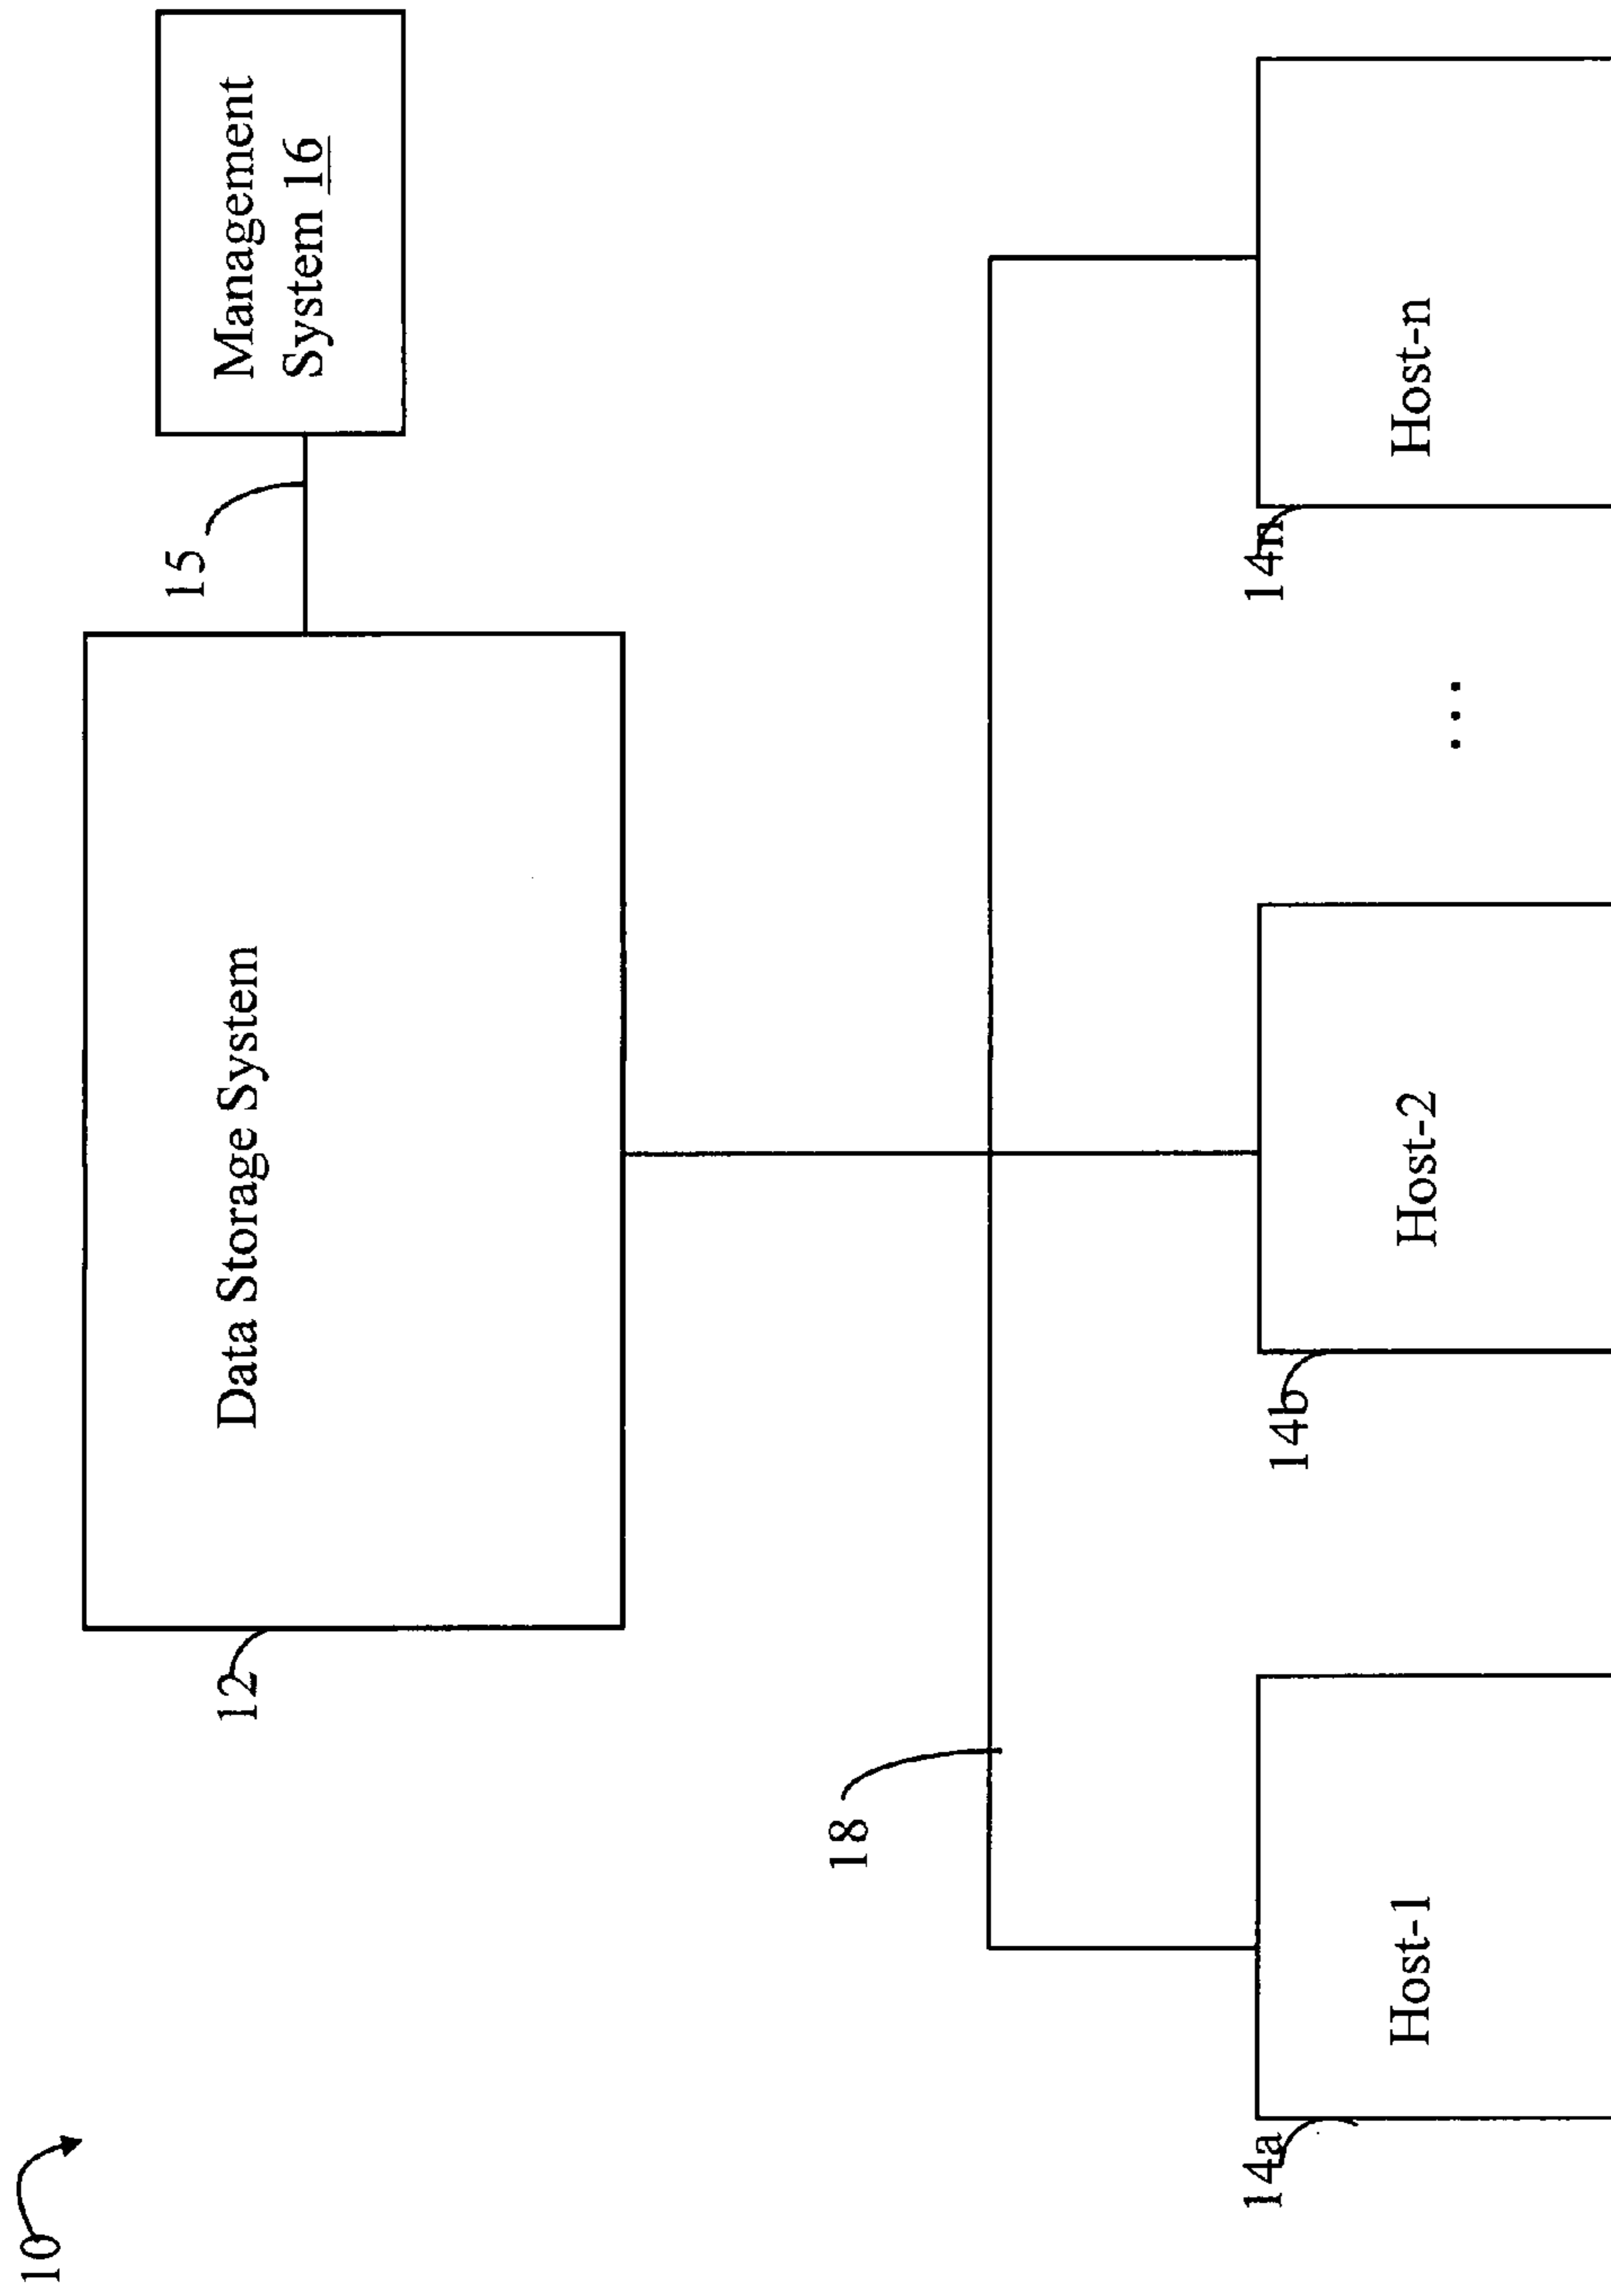 10
12
Data Storage System
15
Management
System 16
18
14a
Host-1
14b
Host-2
...
14n
Host-n